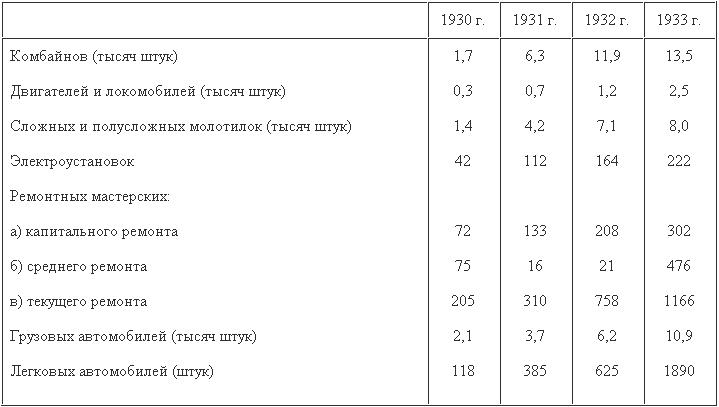 1930 г. 1931 г. 1932 г. 1933 г.
Комбайнов (тысяч штук) 1,7 6,3 11,9 13,5
Двигателей и локомобилей (тысяч штук) 0,3 0,7 1,2 2,5
Сложных и полусложных молотилок (тысяч штук) 1,4 4,2 7,1 8,0
Электроустановок 42 112 164 222
Ремонтных мастерских:
а) капитального ремонта 72 133 208 302
б) среднего ремонта 75 16 21 476
в) текущего ремонта 205 310 758 1166
Грузовых автомобилей (тысяч штук) 2,1 3,7 6,2 10,9
Легковых автомобилей (штук) 118 385 625 1890